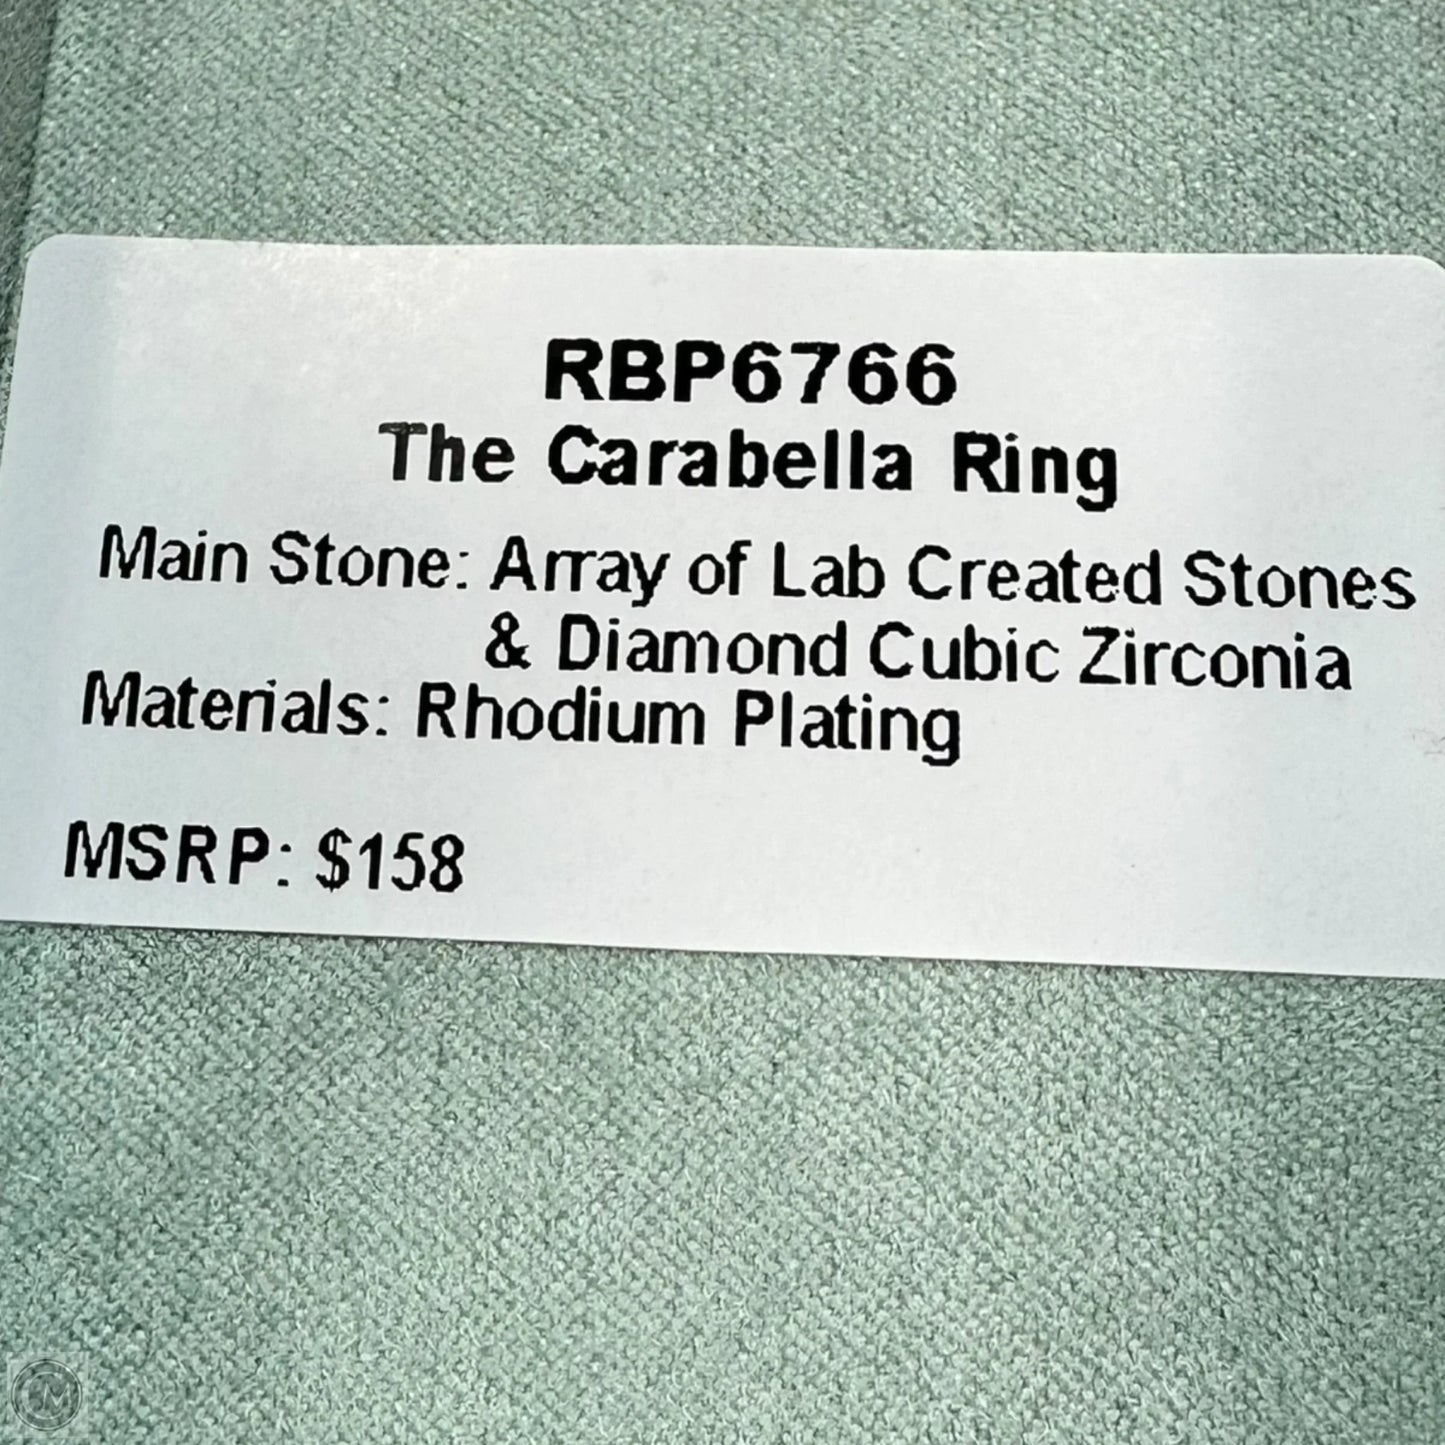 RBP6766
The Carabella Ring
Main Stone: Array of Lab Created Stones
& Diamond Cubic Zirconia
Materials: Rhodium Plating
MSRP: $158